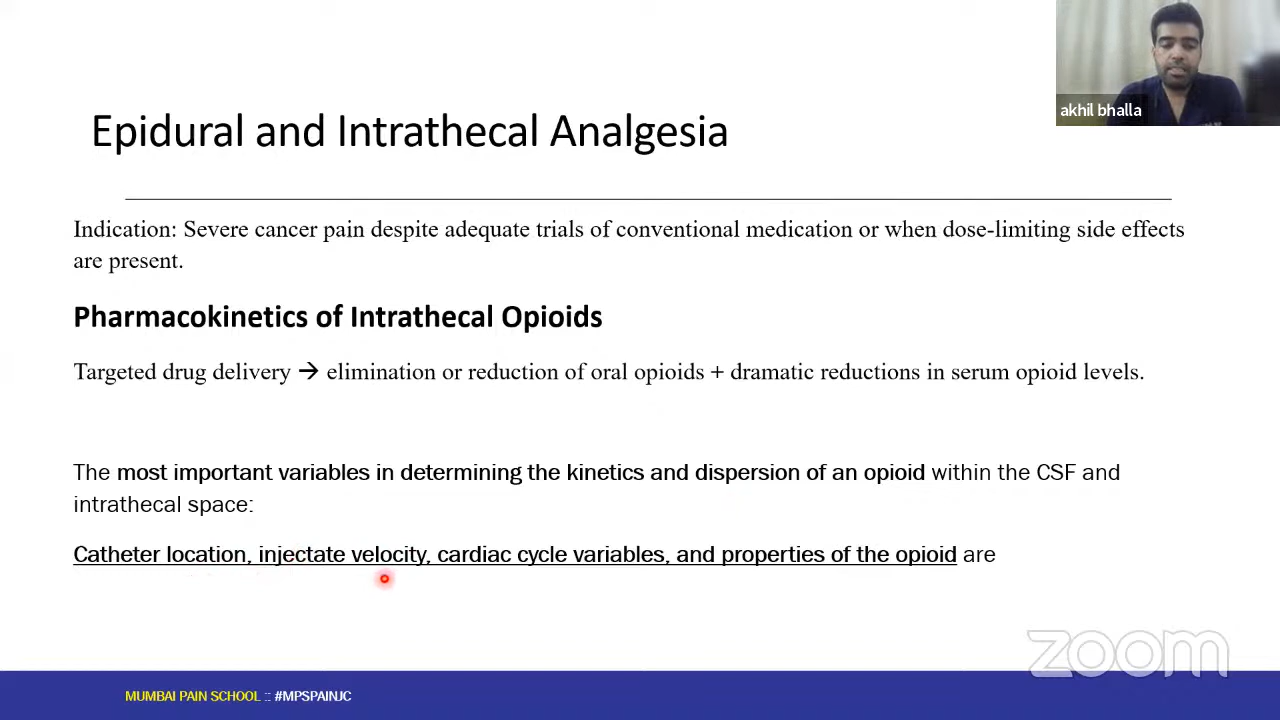 akhil bhalla
Epidural and Intrathecal Analgesia
Indication: Severe cancer pain despite adequate trials of conventional medication or when dose-limiting side effects
are present.
Pharmacokinetics of Intrathecal Opioids
Targeted drug delivery → elimination or reduction of oral opioids + dramatic reductions in serum opioid levels.
The most important variables in determining the kinetics and dispersion of an opioid within the CSF and
intrathecal space:
Catheter location, injectate velocity, cardiac cycle variables, and properties of the opioid are
zoom
MUMBAI PAIN SCHOOL :: #MPSPAINJC